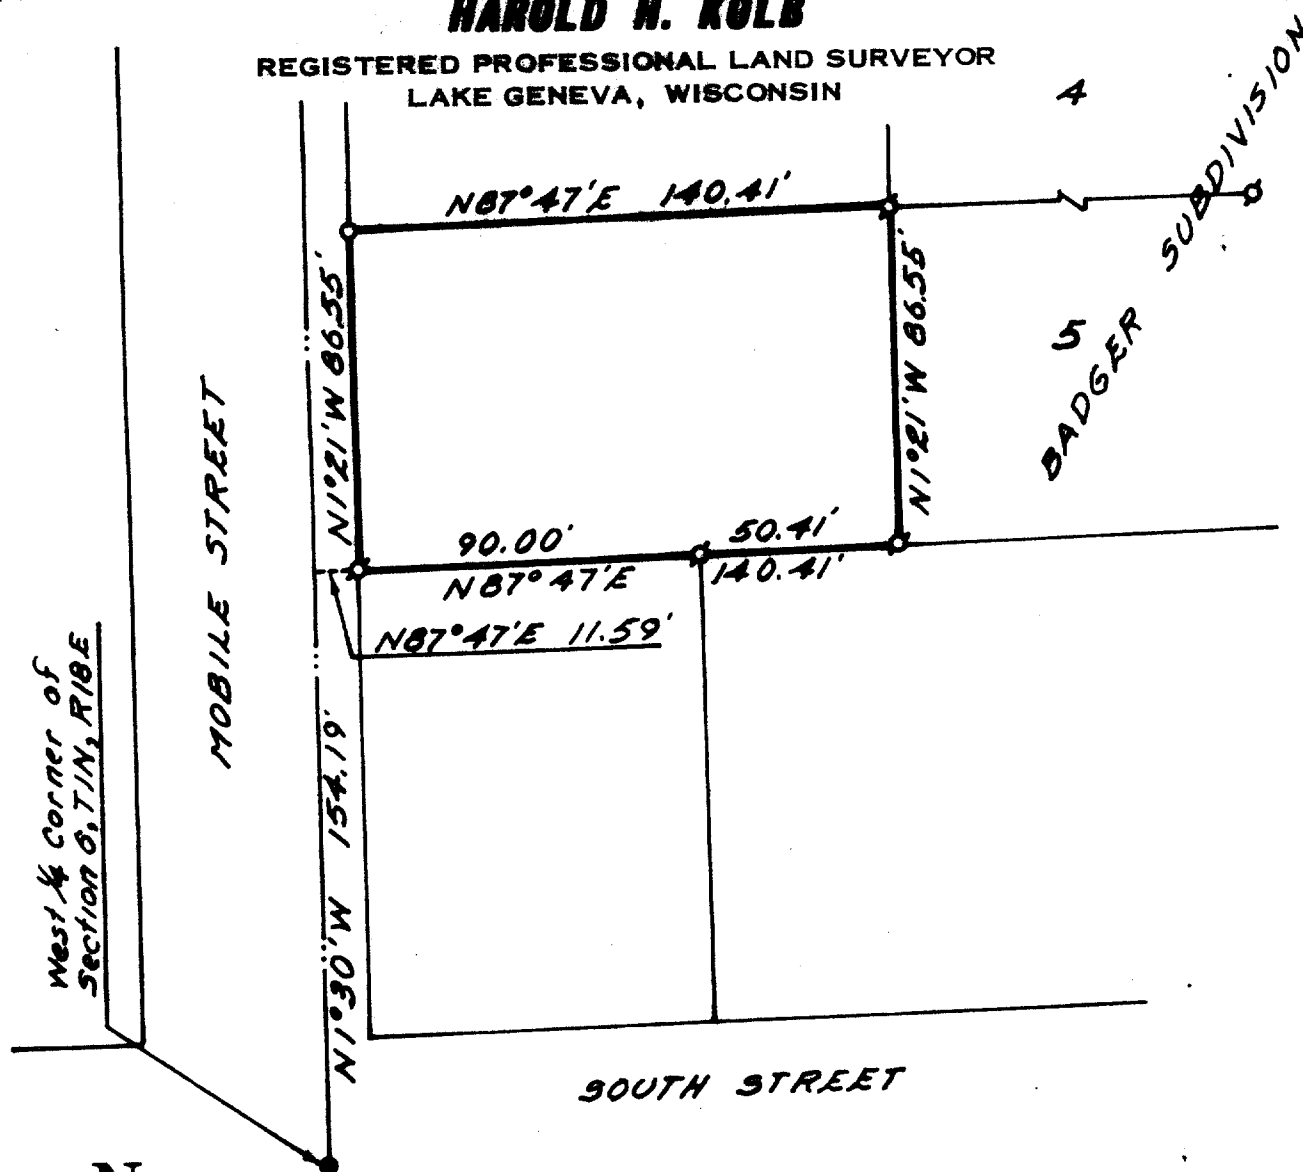 HAROLD H. KOLB
REGISTERED PROFESSIONAL LAND SURVEYOR
LAKE GENEVA, WISCONSIN
4
BADGER SUBDIVISION
N87°47'E 140.41'
N1°21'W 86.55'
N1°21'W 86.55'
5
MOBILE STREET
90.00' 50.41'
N87°47'E 140.41'
N87°47'E 11.59'
West ¼ Corner of
Section 6, T1N, R18E
N1°30'W 154.19'
SOUTH STREET
N